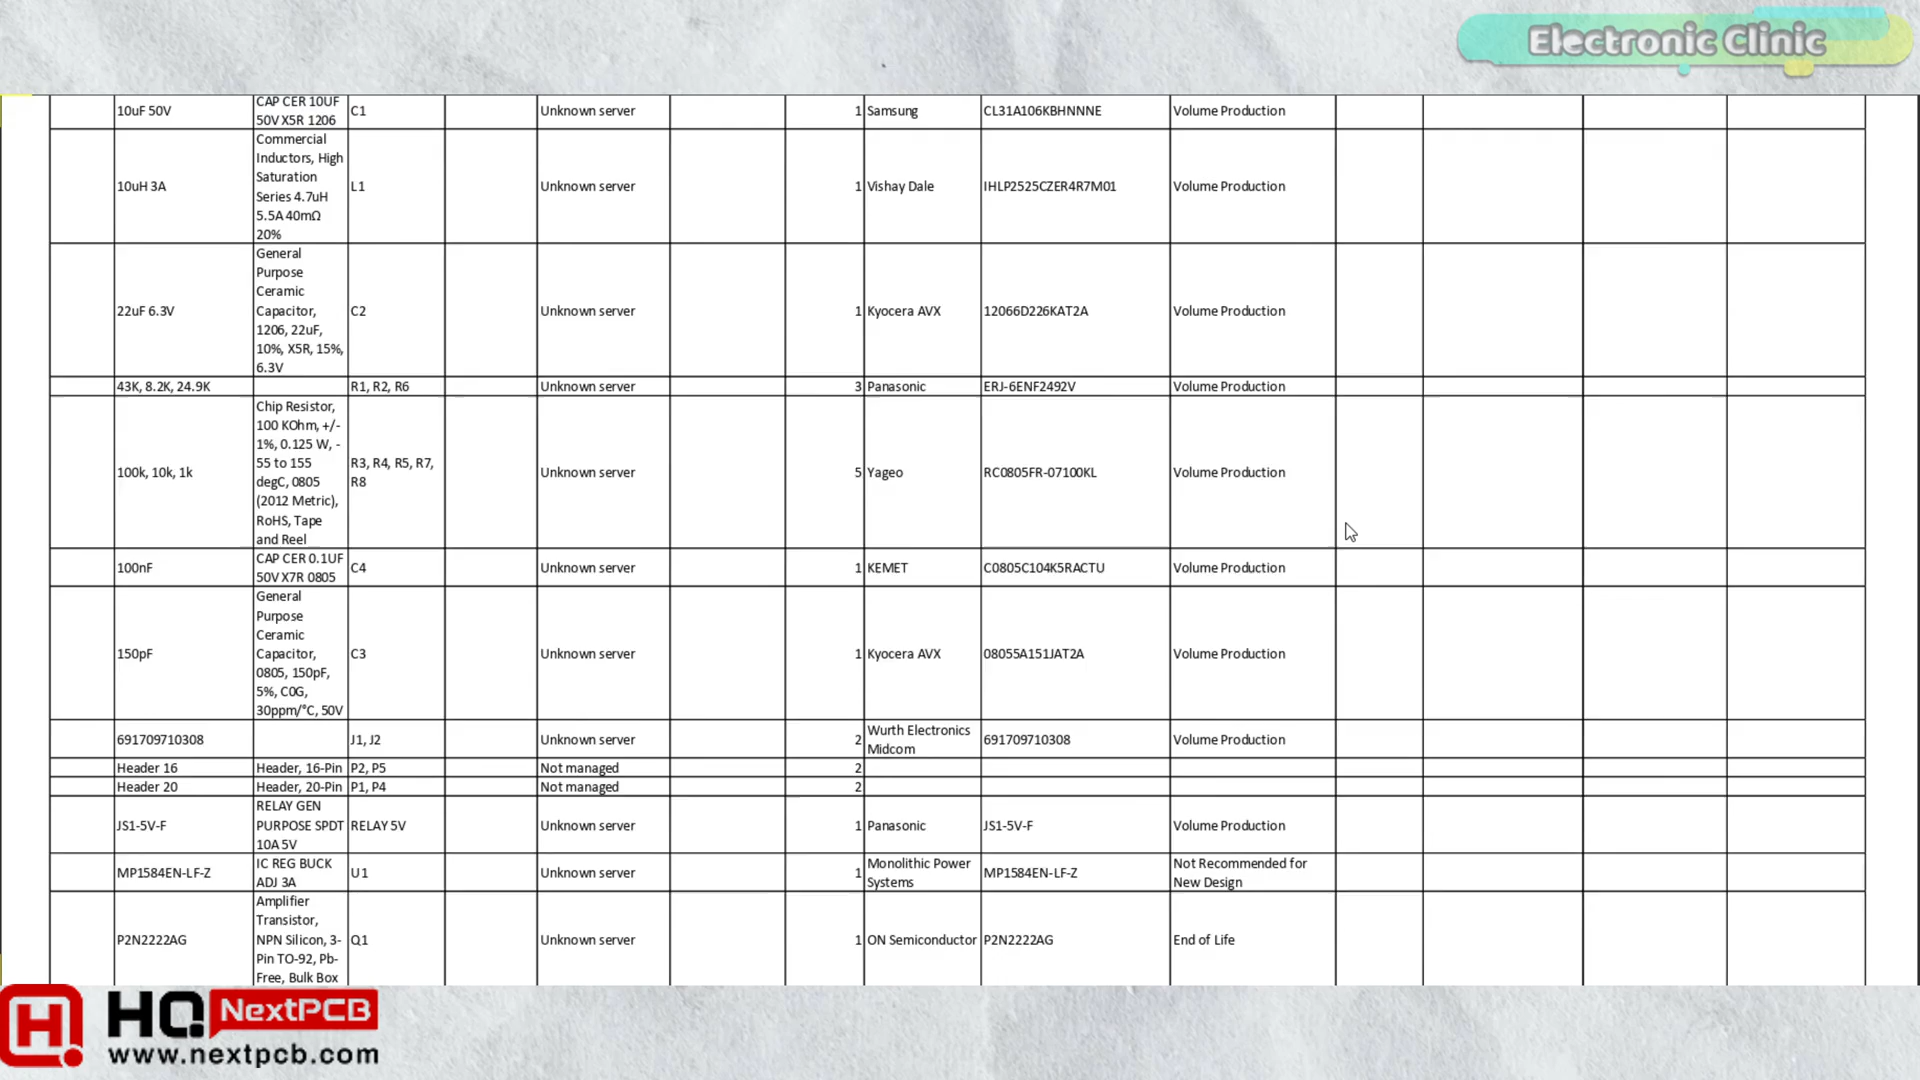 Electronic Clinic
10uF 50V
CAP CER 10UF
50V X5R 1206
C1
Unknown server
1
Samsung
CL31A106KBHNNNE
Volume Production
10uH 3A
Commercial
Inductors, High
Saturation
Series 4.7uH
5.5A 40mΩ
20%
L1
Unknown server
1
Vishay Dale
IHLP2525CZER4R7M01
Volume Production
22uF 6.3V
General
Purpose
Ceramic
Capacitor,
1206, 22uF,
10%, X5R, 15%,
6.3V
C2
Unknown server
1
Kyocera AVX
12066D226KAT2A
Volume Production
43K, 8.2K, 24.9K
R1, R2, R6
Unknown server
3
Panasonic
ERJ-6ENF2492V
Volume Production
100k, 10k, 1k
Chip Resistor,
100 KOhm, +/-
1%, 0.125 W, -
55 to 155
degC, 0805
(2012 Metric),
RoHS, Tape
and Reel
R3, R4, R5, R7,
R8
Unknown server
5
Yageo
RC0805FR-07100KL
Volume Production
100nF
CAP CER 0.1UF
50V X7R 0805
C4
Unknown server
1
KEMET
C0805C104K5RACTU
Volume Production
150pF
General
Purpose
Ceramic
Capacitor,
0805, 150pF,
5%, C0G,
30ppm/°C, 50V
C3
Unknown server
1
Kyocera AVX
08055A151JAT2A
Volume Production
691709710308
J1, J2
Unknown server
2
Wurth Electronics
Midcom
691709710308
Volume Production
Header 16
Header, 16-Pin
P2, P5
Not managed
2
Header 20
Header, 20-Pin
P1, P4
Not managed
2
JS1-5V-F
RELAY GEN
PURPOSE SPDT
10A 5V
RELAY 5V
Unknown server
1
Panasonic
JS1-5V-F
Volume Production
MP1584EN-LF-Z
IC REG BUCK
ADJ 3A
U1
Unknown server
1
Monolithic Power
Systems
MP1584EN-LF-Z
Not Recommended for
New Design
P2N2222AG
Amplifier
Transistor,
NPN Silicon, 3-
Pin TO-92, Pb-
Free, Bulk Box
Q1
Unknown server
1
ON Semiconductor
P2N2222AG
End of Life
HQ NextPCB
www.nextpcb.com